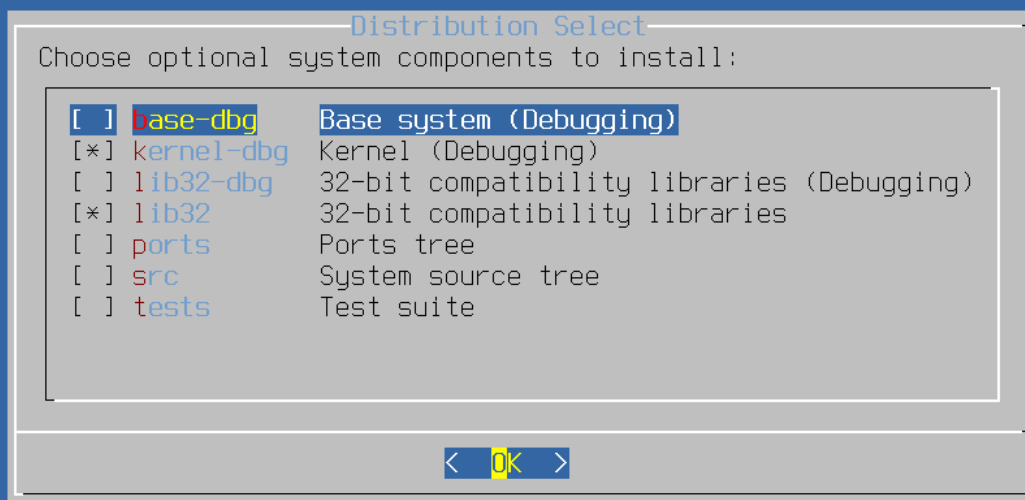 Distribution Select
Choose optional system components to install:
[ ] base-dbg Base system (Debugging)
[*] kernel-dbg Kernel (Debugging)
[ ] lib32-dbg 32-bit compatibility libraries (Debugging)
[*] lib32 32-bit compatibility libraries
[ ] ports Ports tree
[ ] src System source tree
[ ] tests Test suite
< OK >